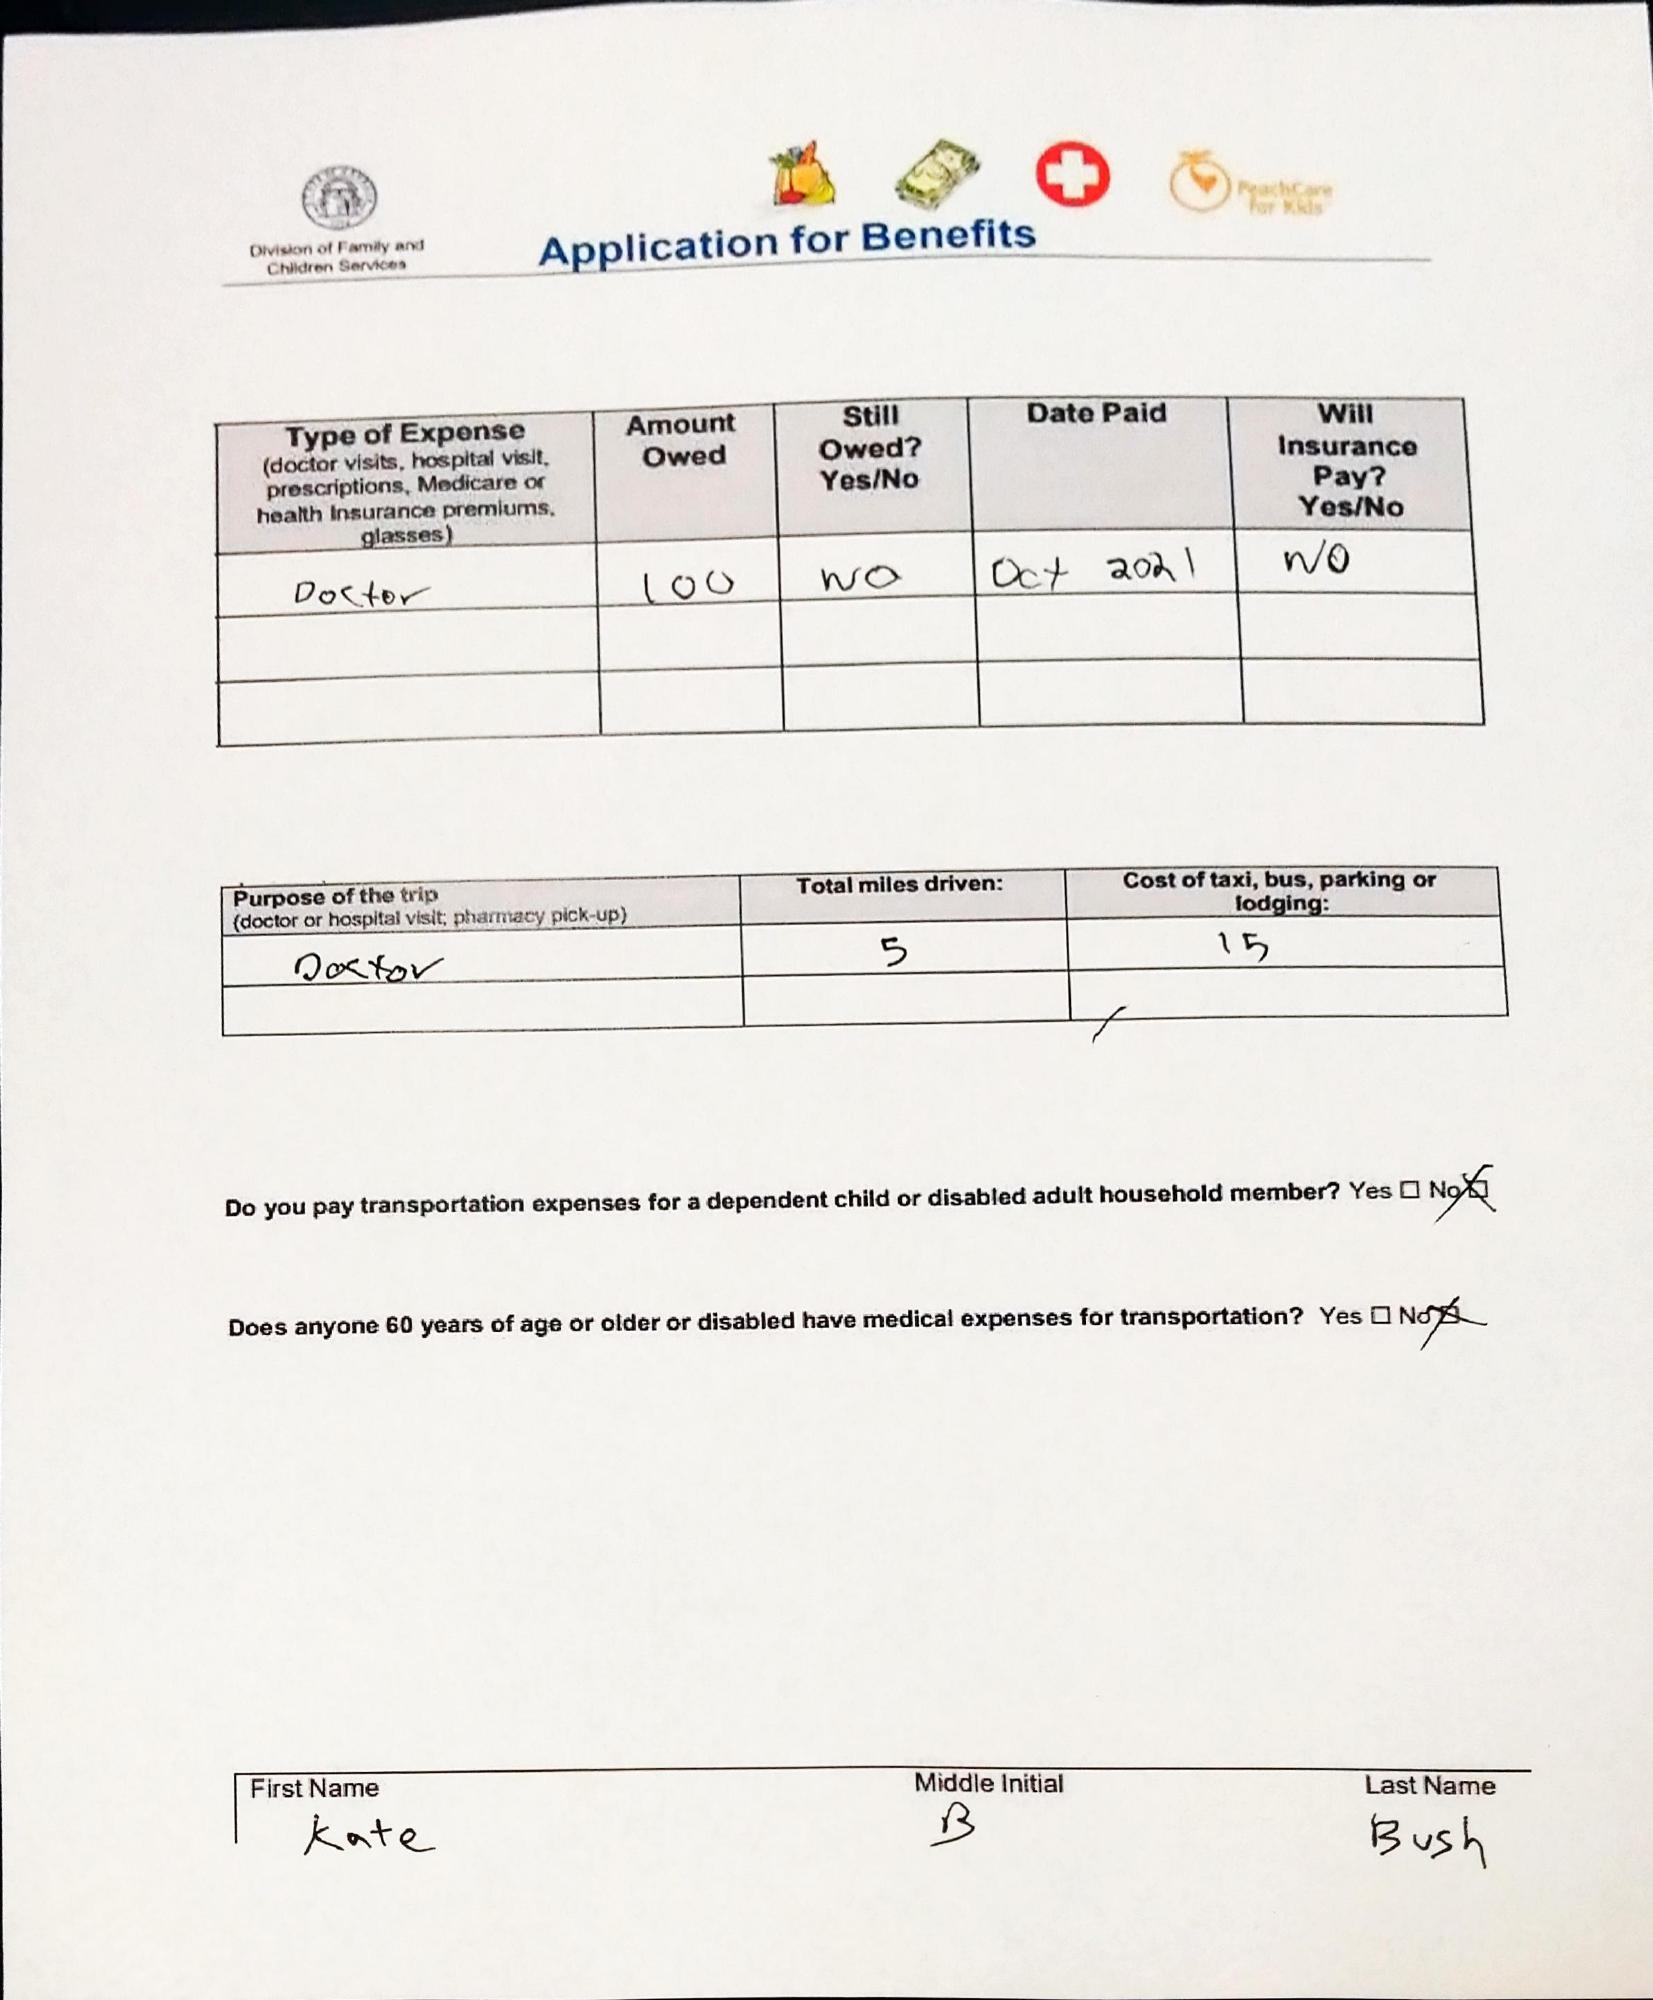 Division of Family and
Children Services
PeachCare
for Kids
Application for Benefits
Type of Expense
(doctor visits, hospital visit,
prescriptions, Medicare or
health Insurance premiums,
glasses)
Amount
Owed
Still
Owed?
Yes/No
Date Paid
Will
Insurance
Pay?
Yes/No
Doctor 100 NO Oct 2021 NO
Purpose of the trip
(doctor or hospital visit; pharmacy pick-up)
Total miles driven:
Cost of taxi, bus, parking or
lodging:
Doctor 5 15
Do you pay transportation expenses for a dependent child or disabled adult household member? Yes ☐ No ☒
Does anyone 60 years of age or older or disabled have medical expenses for transportation? Yes ☐ No ☒
First Name Middle Initial Last Name
Kate B Bush